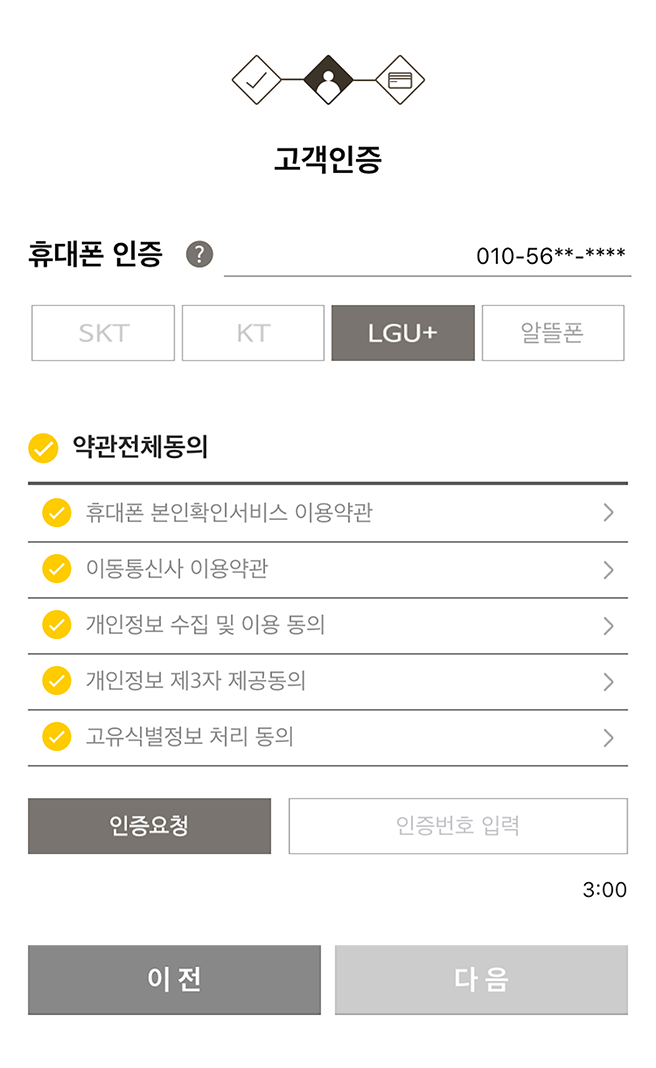 고객인증
휴대폰 인증 ? 010-56**-****
SKT KT LGU+ 알뜰폰
약관전체동의
휴대폰 본인확인서비스 이용약관
이동통신사 이용약관
개인정보 수집 및 이용 동의
개인정보 제3자 제공동의
고유식별정보 처리 동의
인증요청 인증번호 입력
3:00
이 전 다 음